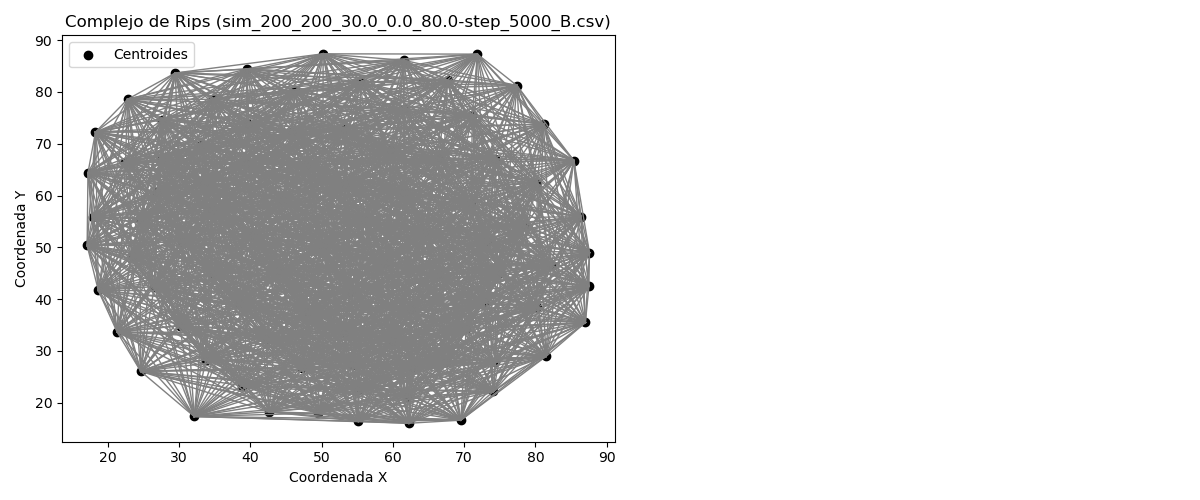 Complejo de Rips (sim_200_200_30.0_0.0_80.0-step_5000_B.csv)
Centroides
90
80
70
60
50
40
30
20
Coordenada Y
20 30 40 50 60 70 80 90
Coordenada X